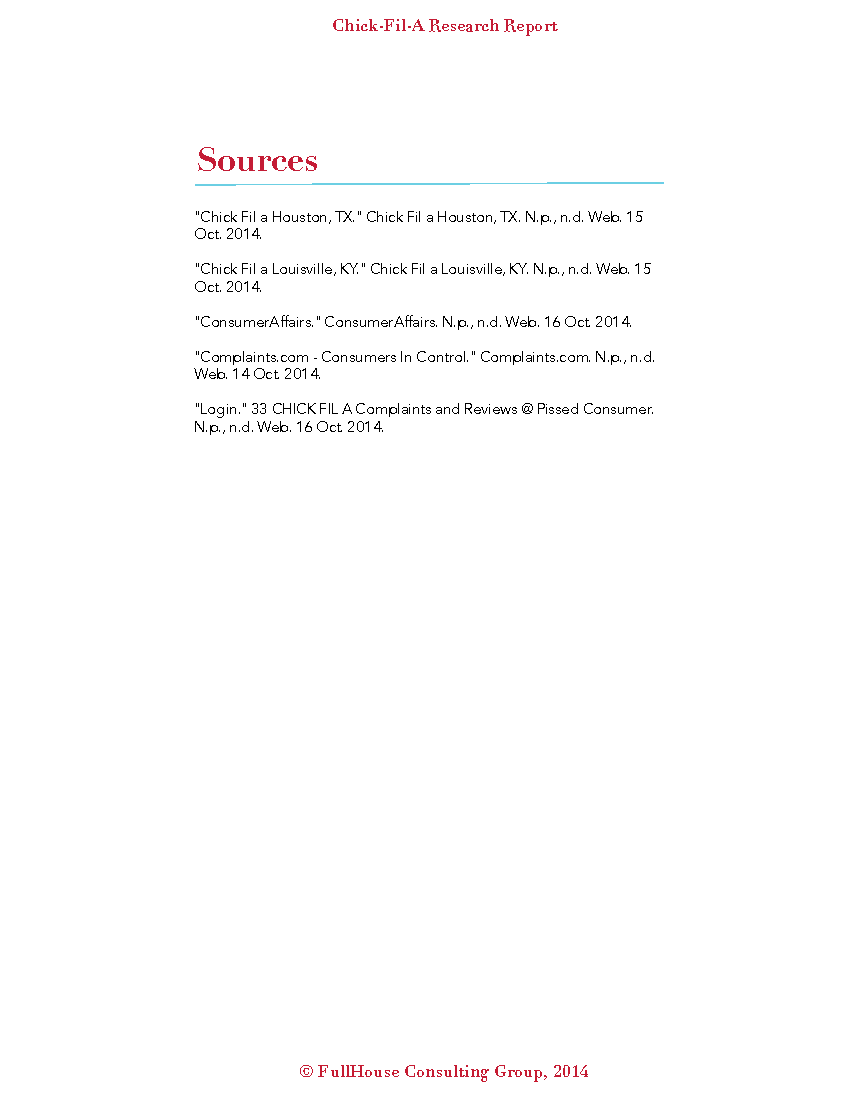 Chick-Fil-A Research Report
Sources
"Chick Fil a Houston, TX." Chick Fil a Houston, TX. N.p., n.d. Web. 15
Oct. 2014.
"Chick Fil a Louisville, KY." Chick Fil a Louisville, KY. N.p., n.d. Web. 15
Oct. 2014.
"ConsumerAffairs." ConsumerAffairs. N.p., n.d. Web. 16 Oct. 2014.
"Complaints.com - Consumers In Control." Complaints.com. N.p., n.d.
Web. 14 Oct. 2014.
"Login." 33 CHICK FIL A Complaints and Reviews @ Pissed Consumer.
N.p., n.d. Web. 16 Oct. 2014.
© FullHouse Consulting Group, 2014